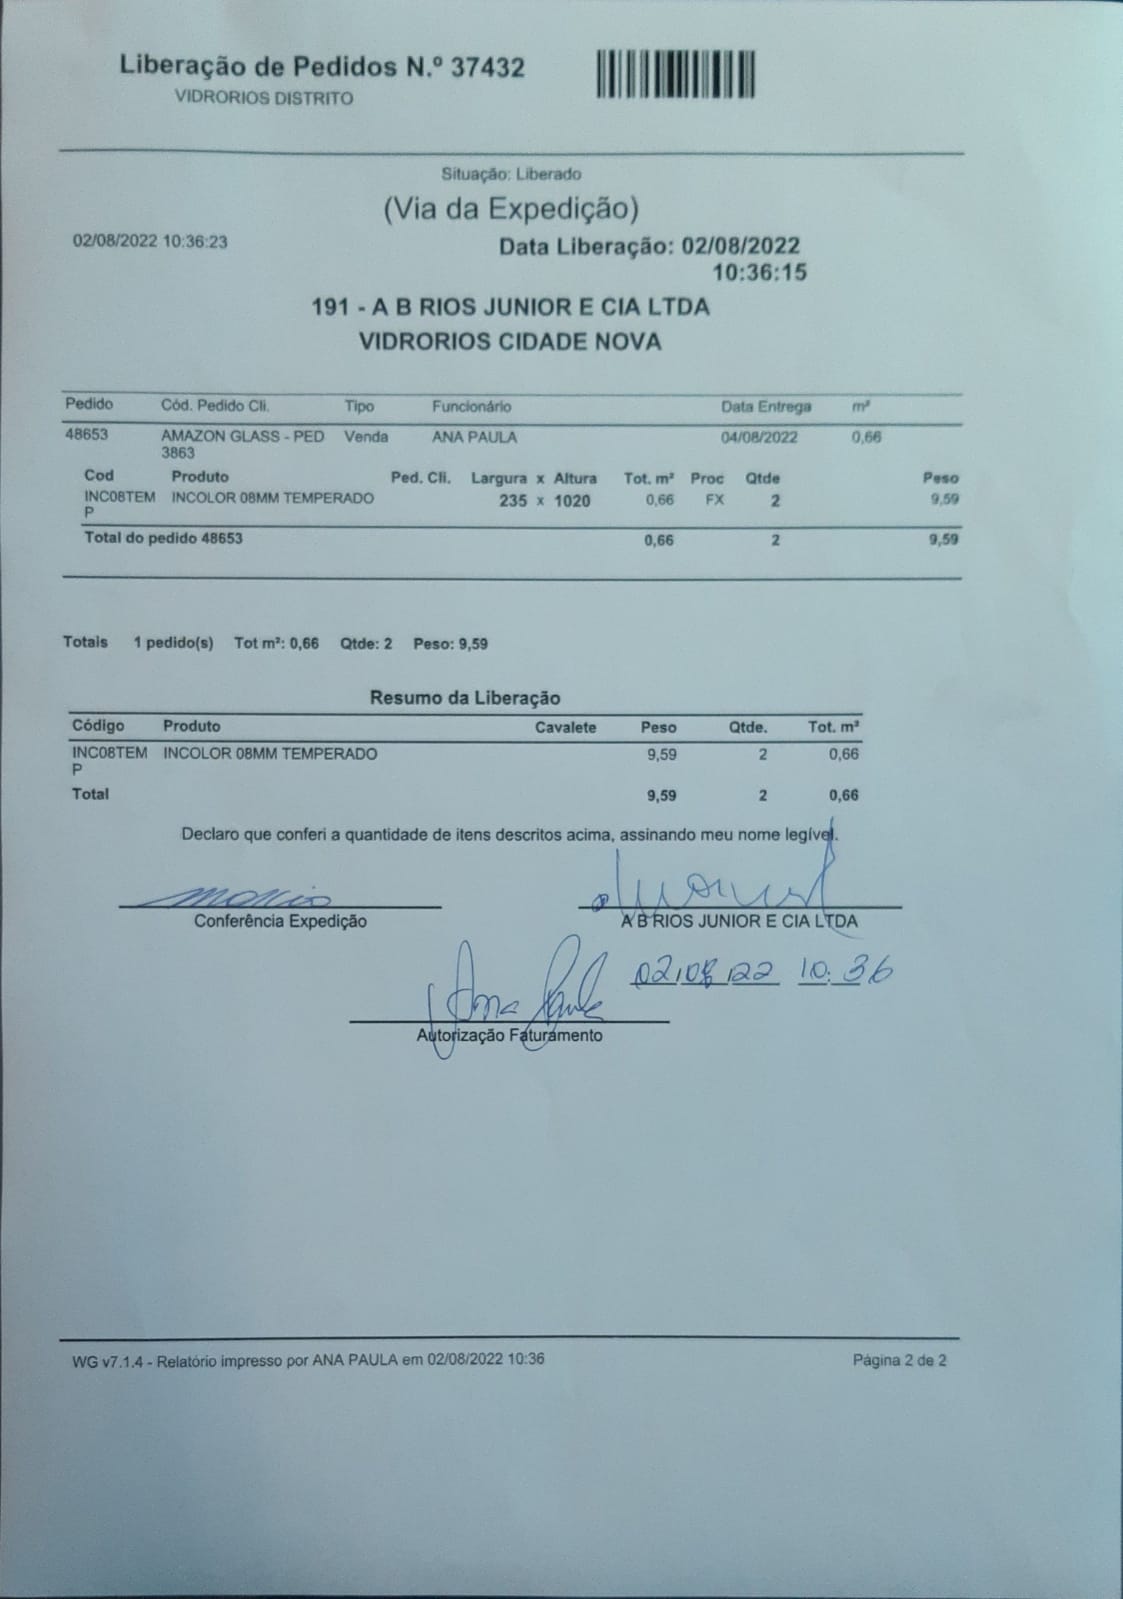 Liberação de Pedidos N.º 37432
VIDRORIOS DISTRITO
Situação: Liberado
(Via da Expedição)
02/08/2022 10:36:23
Data Liberação: 02/08/2022
10:36:15
191 - A B RIOS JUNIOR E CIA LTDA
VIDRORIOS CIDADE NOVA
Pedido Cód. Pedido Cli. Tipo Funcionário Data Entrega m²
48653 AMAZON GLASS - PED 3863 Venda ANA PAULA 04/08/2022 0,66
Cod Produto Ped. Cli. Largura x Altura Tot. m² Proc Qtde Peso
INC08TEMP INCOLOR 08MM TEMPERADO 235 x 1020 0,66 FX 2 9,59
Total do pedido 48653 0,66 2 9,59
Totais 1 pedido(s) Tot m²: 0,66 Qtde: 2 Peso: 9,59
Resumo da Liberação
Código Produto Cavalete Peso Qtde. Tot. m²
INC08TEMP INCOLOR 08MM TEMPERADO 9,59 2 0,66
Total 9,59 2 0,66
Declaro que conferi a quantidade de itens descritos acima, assinando meu nome legível.
Conferência Expedição
A B RIOS JUNIOR E CIA LTDA
02/08/22 10:36
Ana Paula
Autorização Faturamento
WG v7.1.4 - Relatório impresso por ANA PAULA em 02/08/2022 10:36
Página 2 de 2